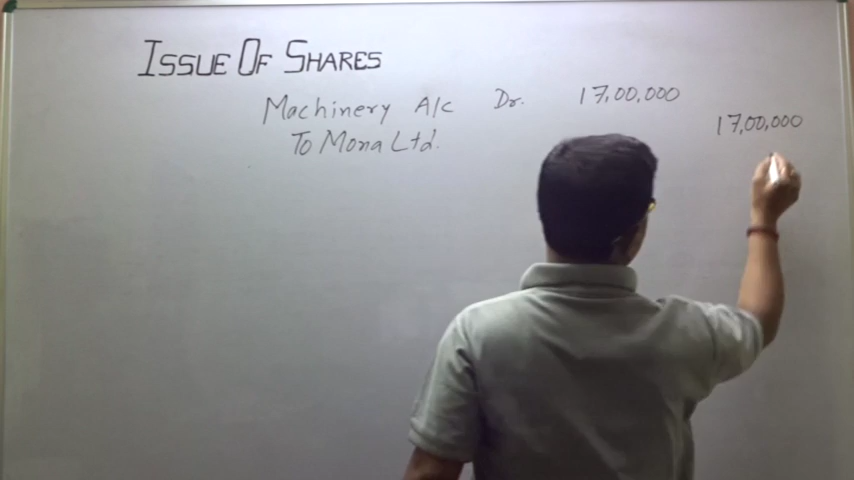 ISSUE OF SHARES
Machinery A/c Dr. 17,00,000
To Mona Ltd. 17,00,000